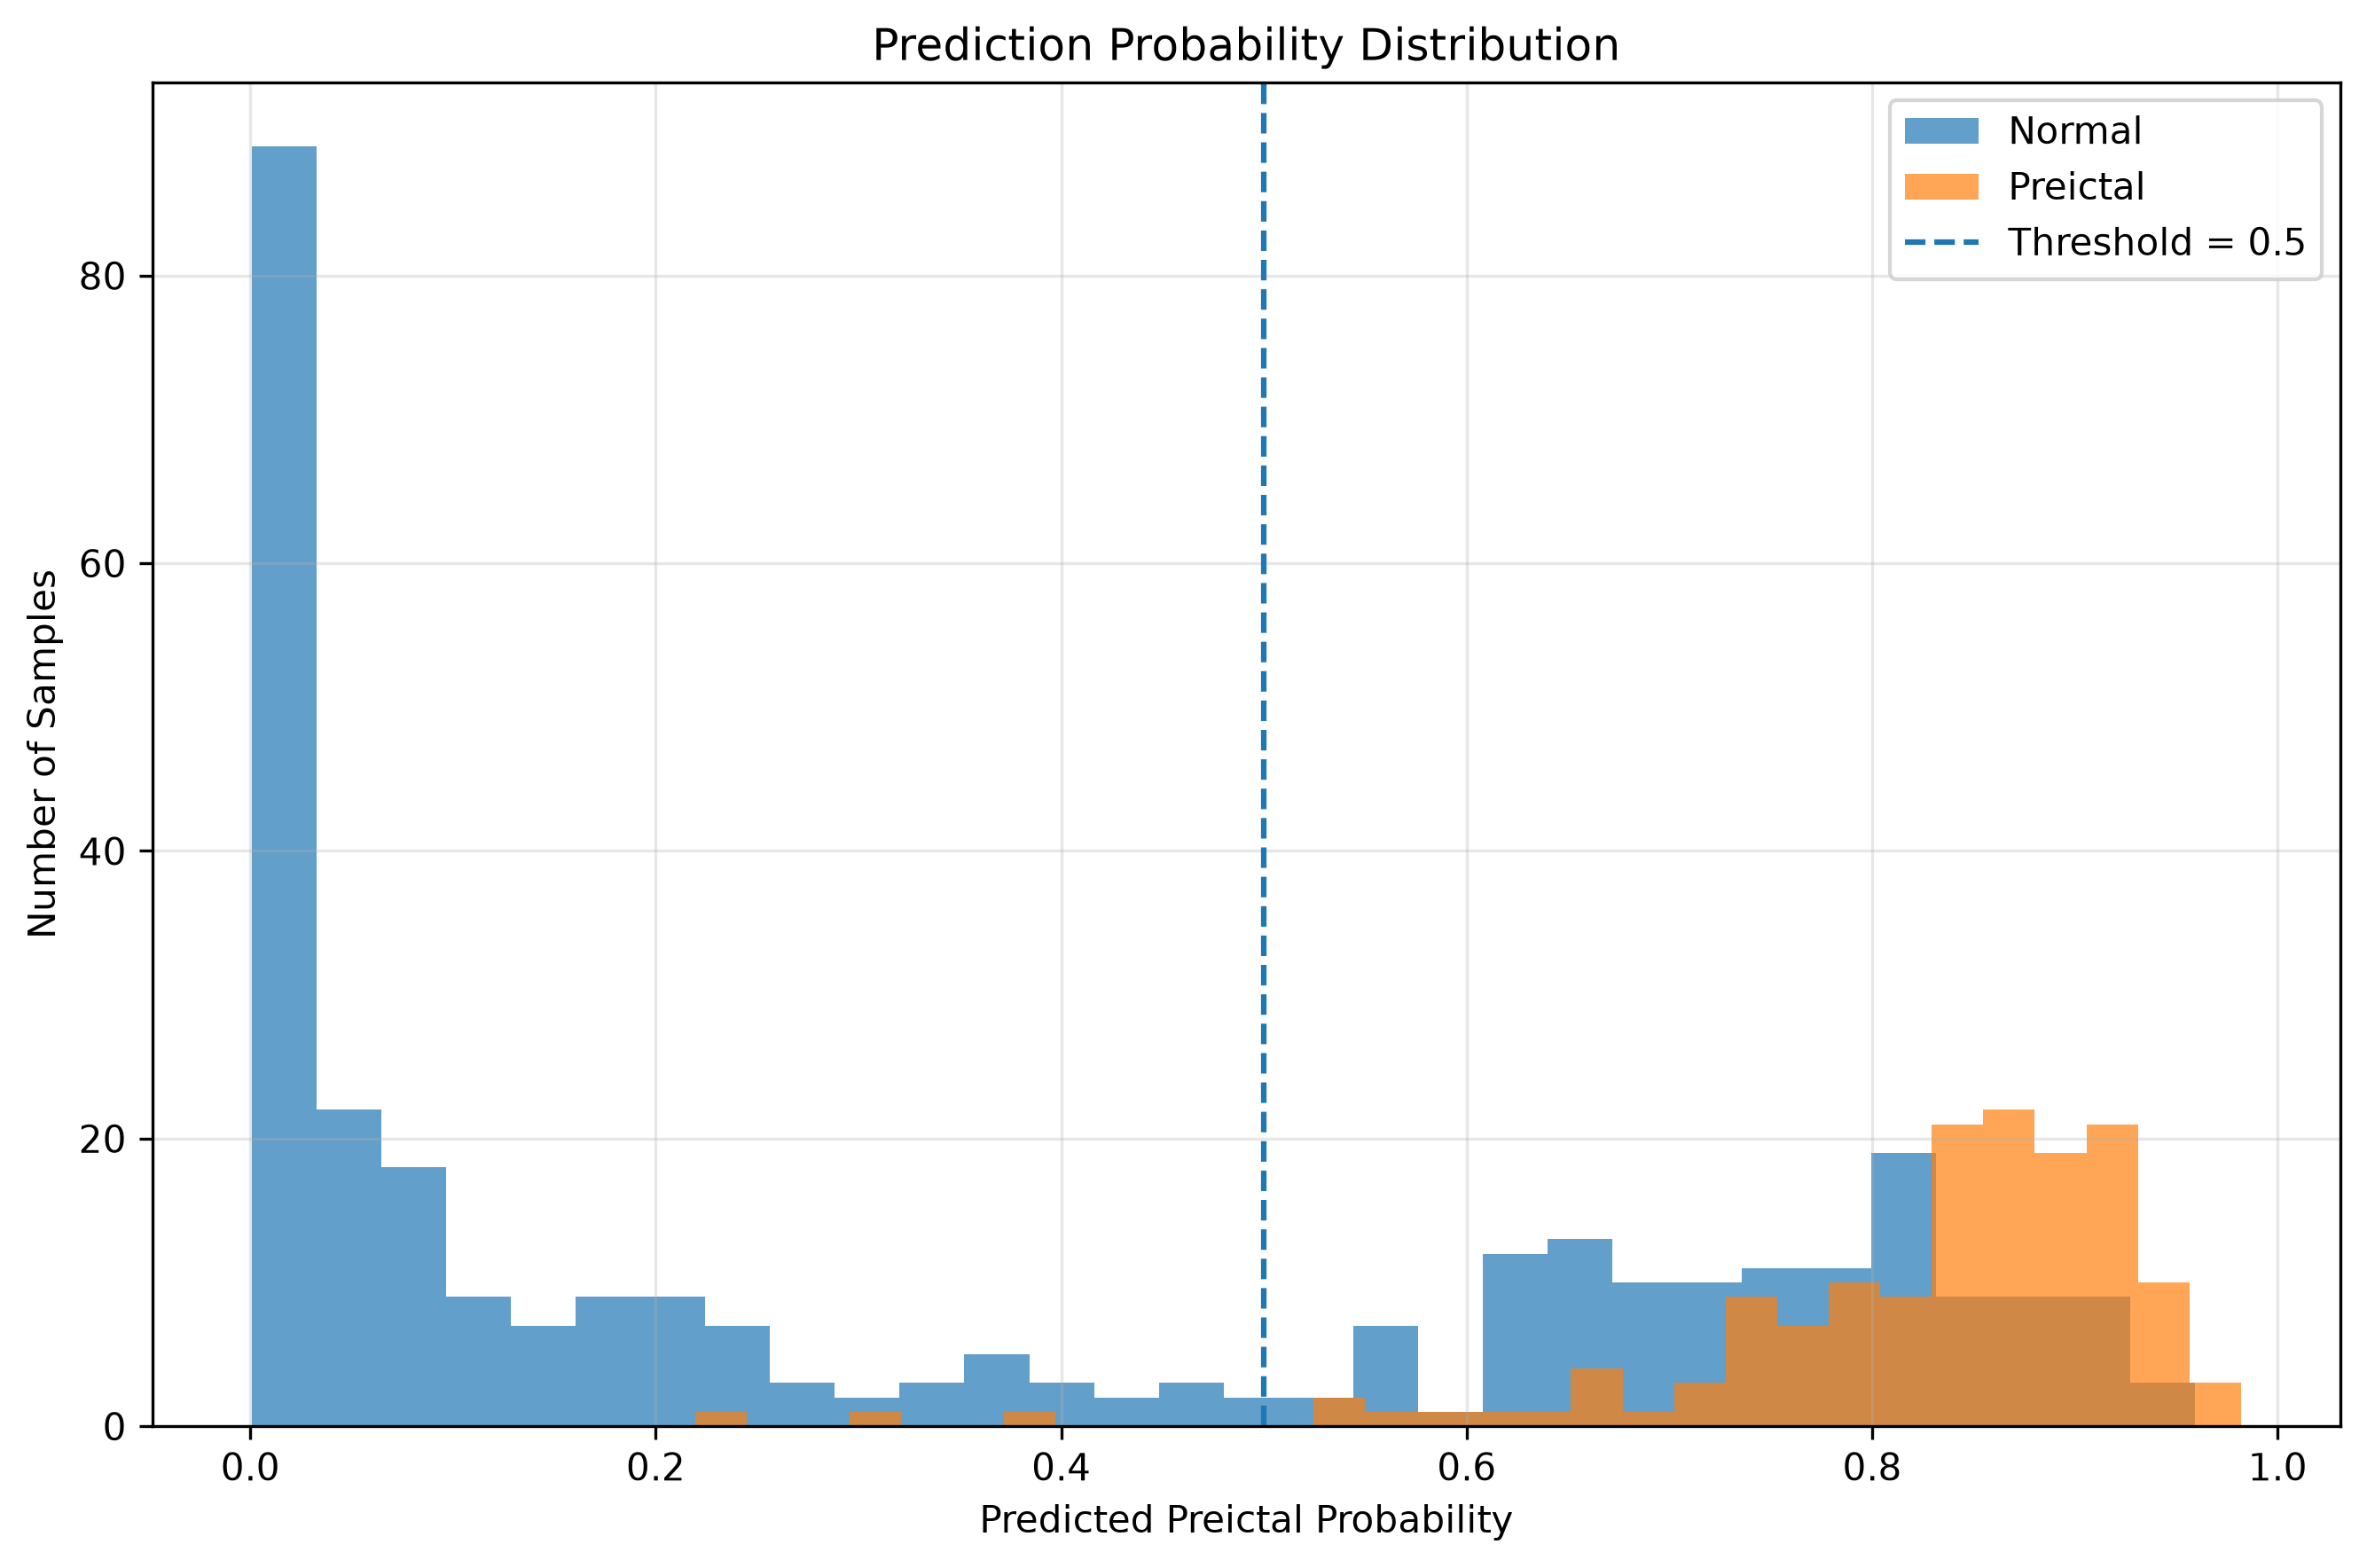 Prediction Probability Distribution
Normal
Preictal
Threshold = 0.5
Number of Samples
80
60
40
20
0
0.0 0.2 0.4 0.6 0.8 1.0
Predicted Preictal Probability